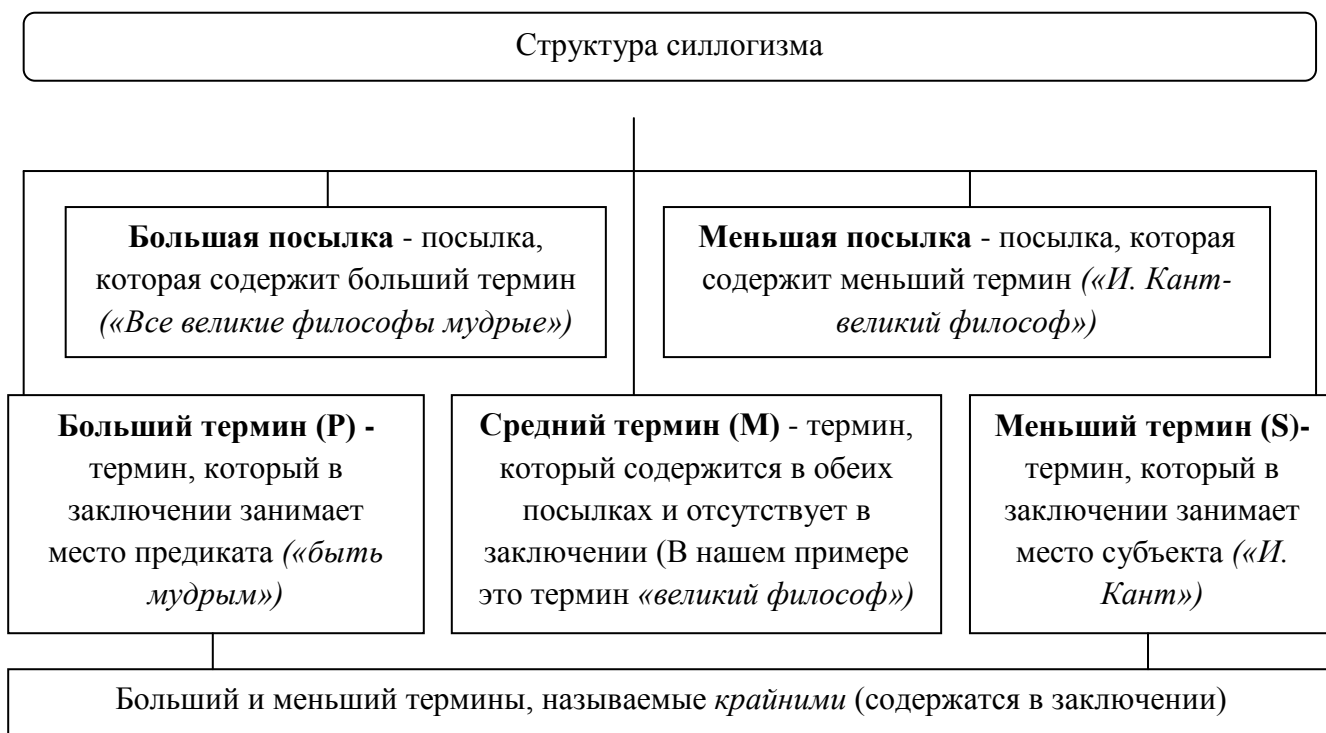 Структура силлогизма
Большая посылка - посылка,
которая содержит больший термин
(«Все великие философы мудрые»)
Меньшая посылка - посылка, которая
содержит меньший термин («И. Кант-
великий философ»)
Больший термин (P) -
термин, который в
заключении занимает
место предиката («быть
мудрым»)
Средний термин (M) - термин,
который содержится в обеих
посылках и отсутствует в
заключении (В нашем примере
это термин «великий философ»)
Меньший термин (S)-
термин, который в
заключении занимает
место субъекта («И.
Кант»)
Больший и меньший термины, называемые крайними (содержатся в заключении)